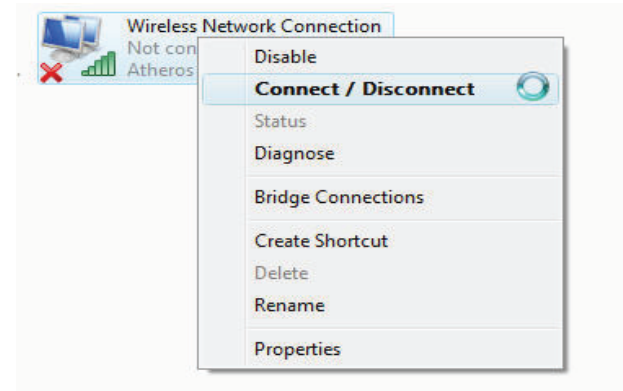 Wireless Network Connection
Not con
Atheros
Disable
Connect / Disconnect
Status
Diagnose
Bridge Connections
Create Shortcut
Delete
Rename
Properties